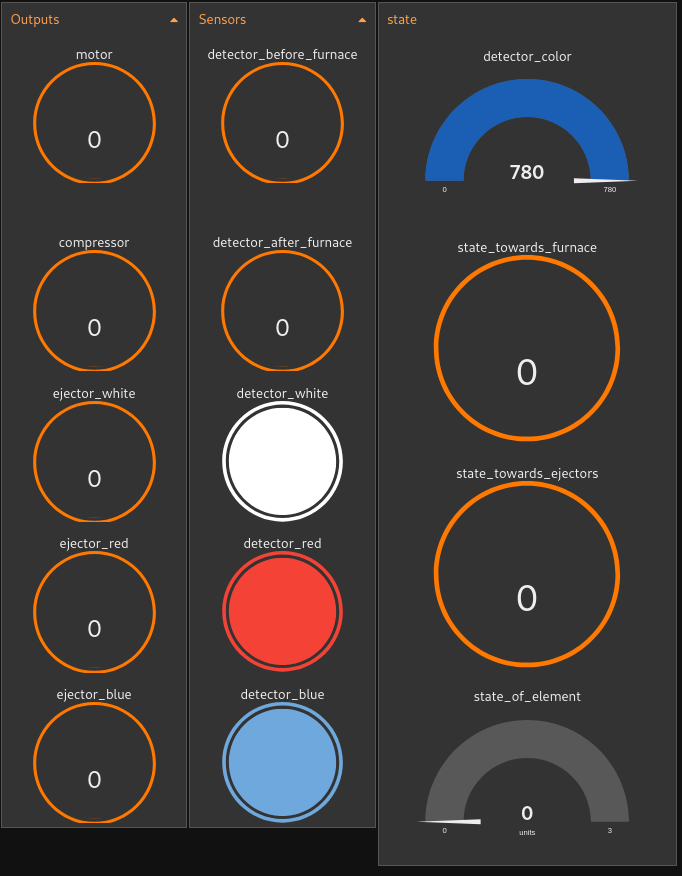 Outputs
motor
0
compressor
0
ejector_white
0
ejector_red
0
ejector_blue
0
Sensors
detector_before_furnace
0
detector_after_furnace
0
detector_white
detector_red
detector_blue
state
detector_color
780
0 780
state_towards_furnace
0
state_towards_ejectors
0
state_of_element
0
units
0 3